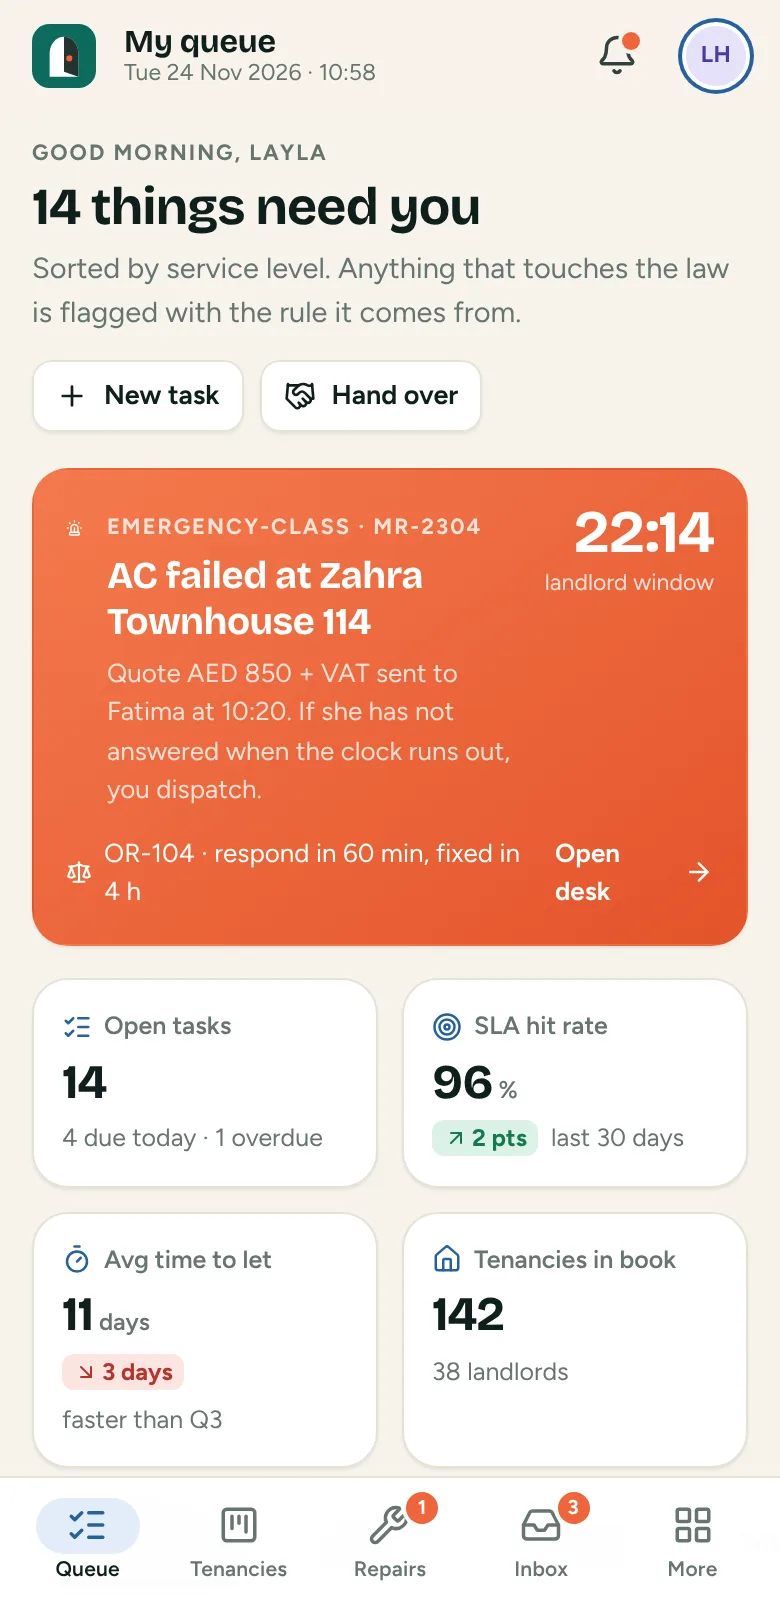 My queue
Tue 24 Nov 2026 · 10:58
LH
GOOD MORNING, LAYLA
14 things need you
Sorted by service level. Anything that touches the law
is flagged with the rule it comes from.
New task
Hand over
EMERGENCY-CLASS · MR-2304
22:14
landlord window
AC failed at Zahra
Townhouse 114
Quote AED 850 + VAT sent to
Fatima at 10:20. If she has not
answered when the clock runs out,
you dispatch.
OR-104 · respond in 60 min, fixed in
4 h
Open
desk
Open tasks
14
4 due today · 1 overdue
SLA hit rate
96 %
2 pts last 30 days
Avg time to let
11 days
3 days
faster than Q3
Tenancies in book
142
38 landlords
Queue
Tenancies
1
Repairs
3
Inbox
More